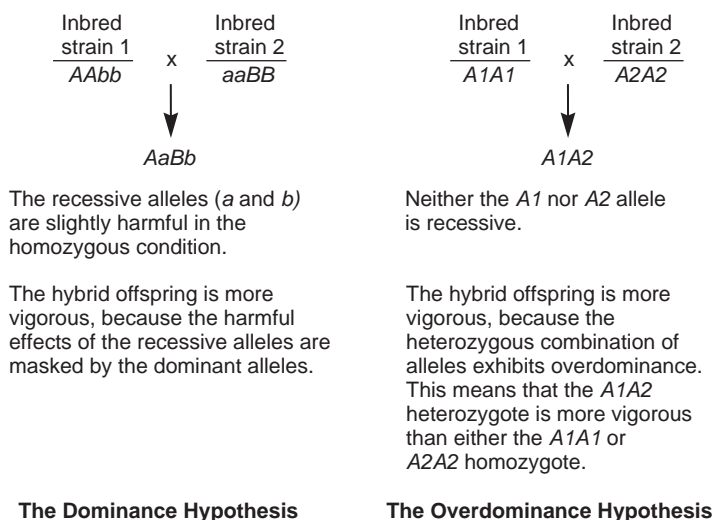 Inbred
strain 1
AAbb
x
Inbred
strain 2
aaBB
AaBb
The recessive alleles (a and b)
are slightly harmful in the
homozygous condition.
The hybrid offspring is more
vigorous, because the harmful
effects of the recessive alleles are
masked by the dominant alleles.
The Dominance Hypothesis
Inbred
strain 1
A1A1
x
Inbred
strain 2
A2A2
A1A2
Neither the A1 nor A2 allele
is recessive.
The hybrid offspring is more
vigorous, because the
heterozygous combination of
alleles exhibits overdominance.
This means that the A1A2
heterozygote is more vigorous
than either the A1A1 or
A2A2 homozygote.
The Overdominance Hypothesis